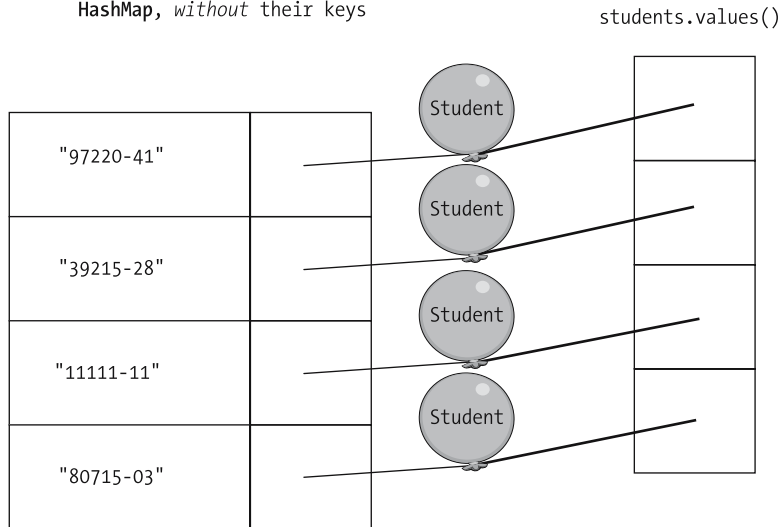 HashMap, without their keys
students.values()
Student
"97220-41"
Student
"39215-28"
Student
"11111-11"
Student
"80715-03"